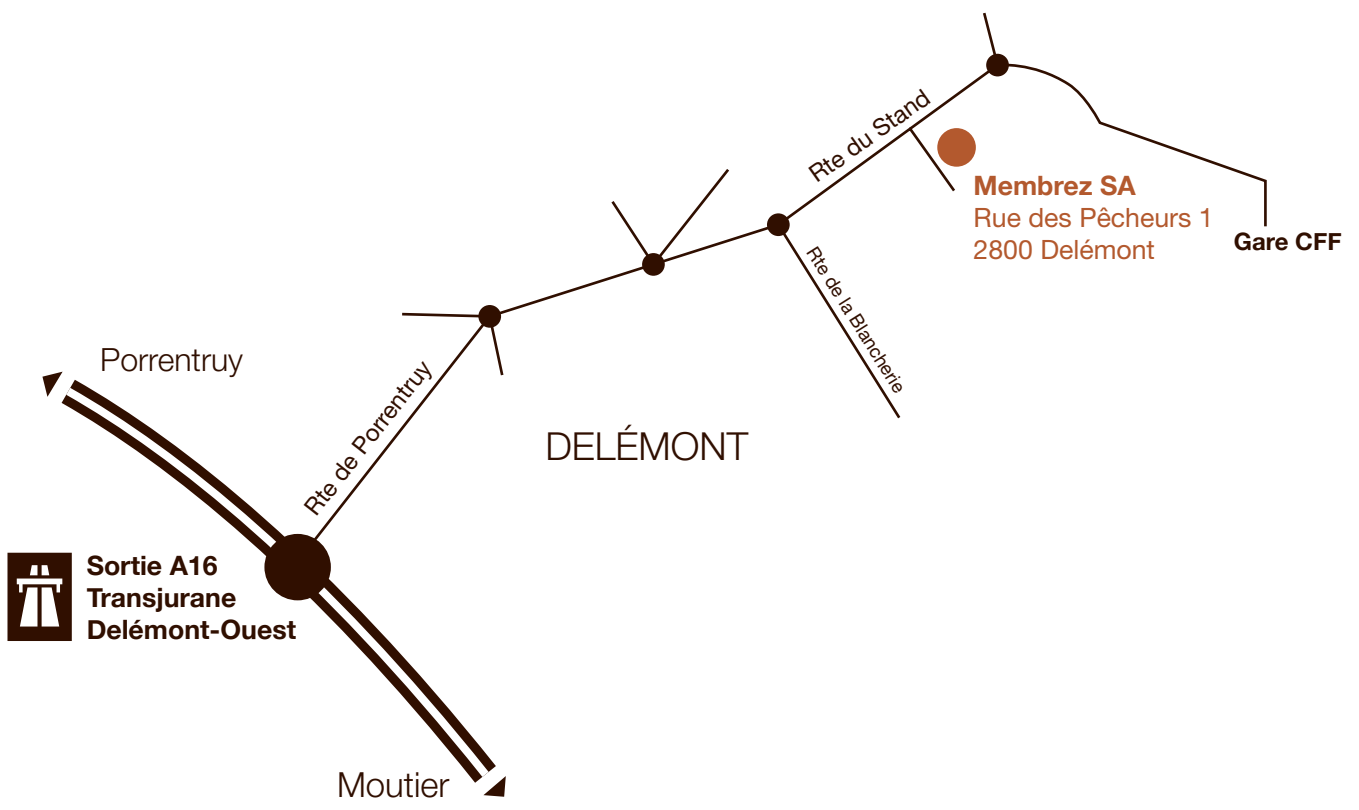 Rte du Stand
Membrez SA
Rue des Pêcheurs 1
2800 Delémont
Gare CFF
Rte de la Blancherie
Porrentruy
Rte de Porrentruy
DELÉMONT
Sortie A16
Transjurane
Delémont-Ouest
Moutier